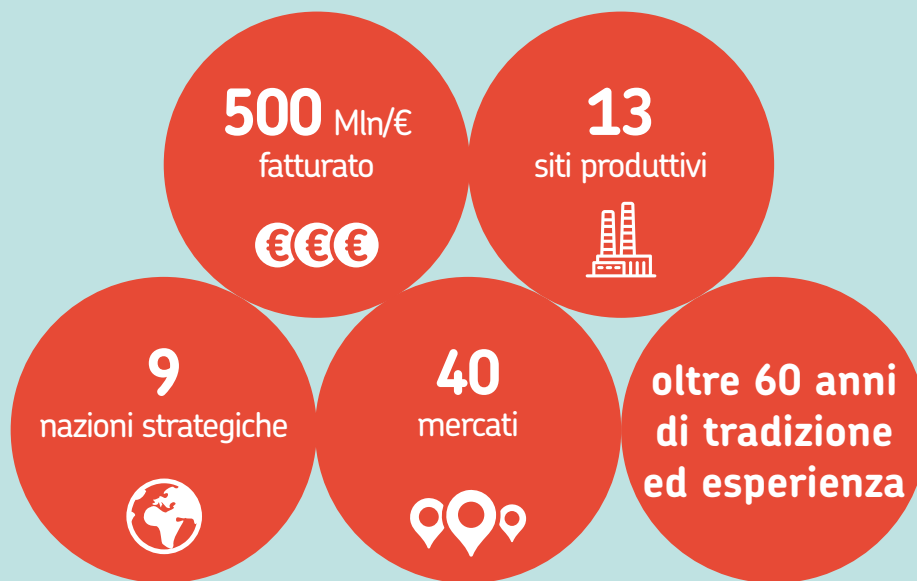 500 Mln/€
fatturato
€€€
13
siti produttivi
9
nazioni strategiche
40
mercati
oltre 60 anni
di tradizione
ed esperienza